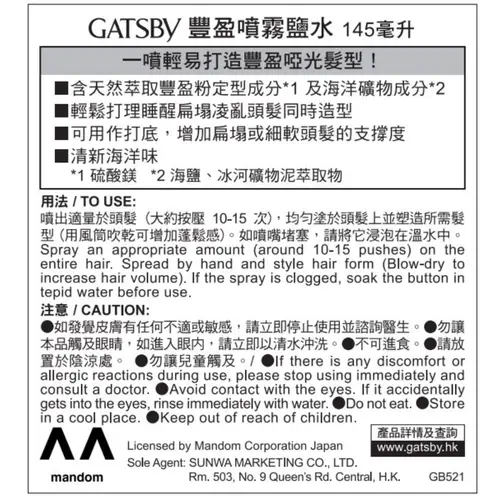 GATSBY 豐盈噴霧鹽水 145毫升
一噴輕易打造豐盈啞光髮型！
■含天然萃取豐盈粉定型成分*1 及海洋礦物成分*2
■輕鬆打理睡醒扁塌凌亂頭髮同時造型
■可用作打底，增加扁塌或細軟頭髮的支撐度
■清新海洋味
*1 硫酸鎂 *2 海鹽、冰河礦物泥萃取物
用法 / TO USE:
噴出適量於頭髮（大約按壓 10-15 次），均勻塗於頭髮上並塑造所需髮
型 (用風筒吹乾可增加蓬鬆感)。如噴嘴堵塞，請將它浸泡在溫水中。
Spray an appropriate amount (around 10-15 pushes) on the
entire hair. Spread by hand and style hair form (Blow-dry to
increase hair volume). If the spray is clogged, soak the button in
tepid water before use.
注意 / CAUTION:
●如發覺皮膚有任何不適或敏感，請立即停止使用並諮詢醫生。●勿讓
本品觸及眼睛，如進入眼内，請立即以清水沖洗。●不可進食。●請放
置於陰涼處。●勿讓兒童觸及。/ ●If there is any discomfort or
allergic reactions during use, please stop using immediately and
consult a doctor. ●Avoid contact with the eyes. If it accidentally
gets into the eyes, rinse immediately with water. ●Do not eat. ●Store
in a cool place. ●Keep out of reach of children.
產品詳情及查詢
www.gatsby.hk
mandom
Licensed by Mandom Corporation Japan
Sole Agent: SUNWA MARKETING CO., LTD.
Rm. 503, No. 9 Queen's Rd. Central, H.K. GB521